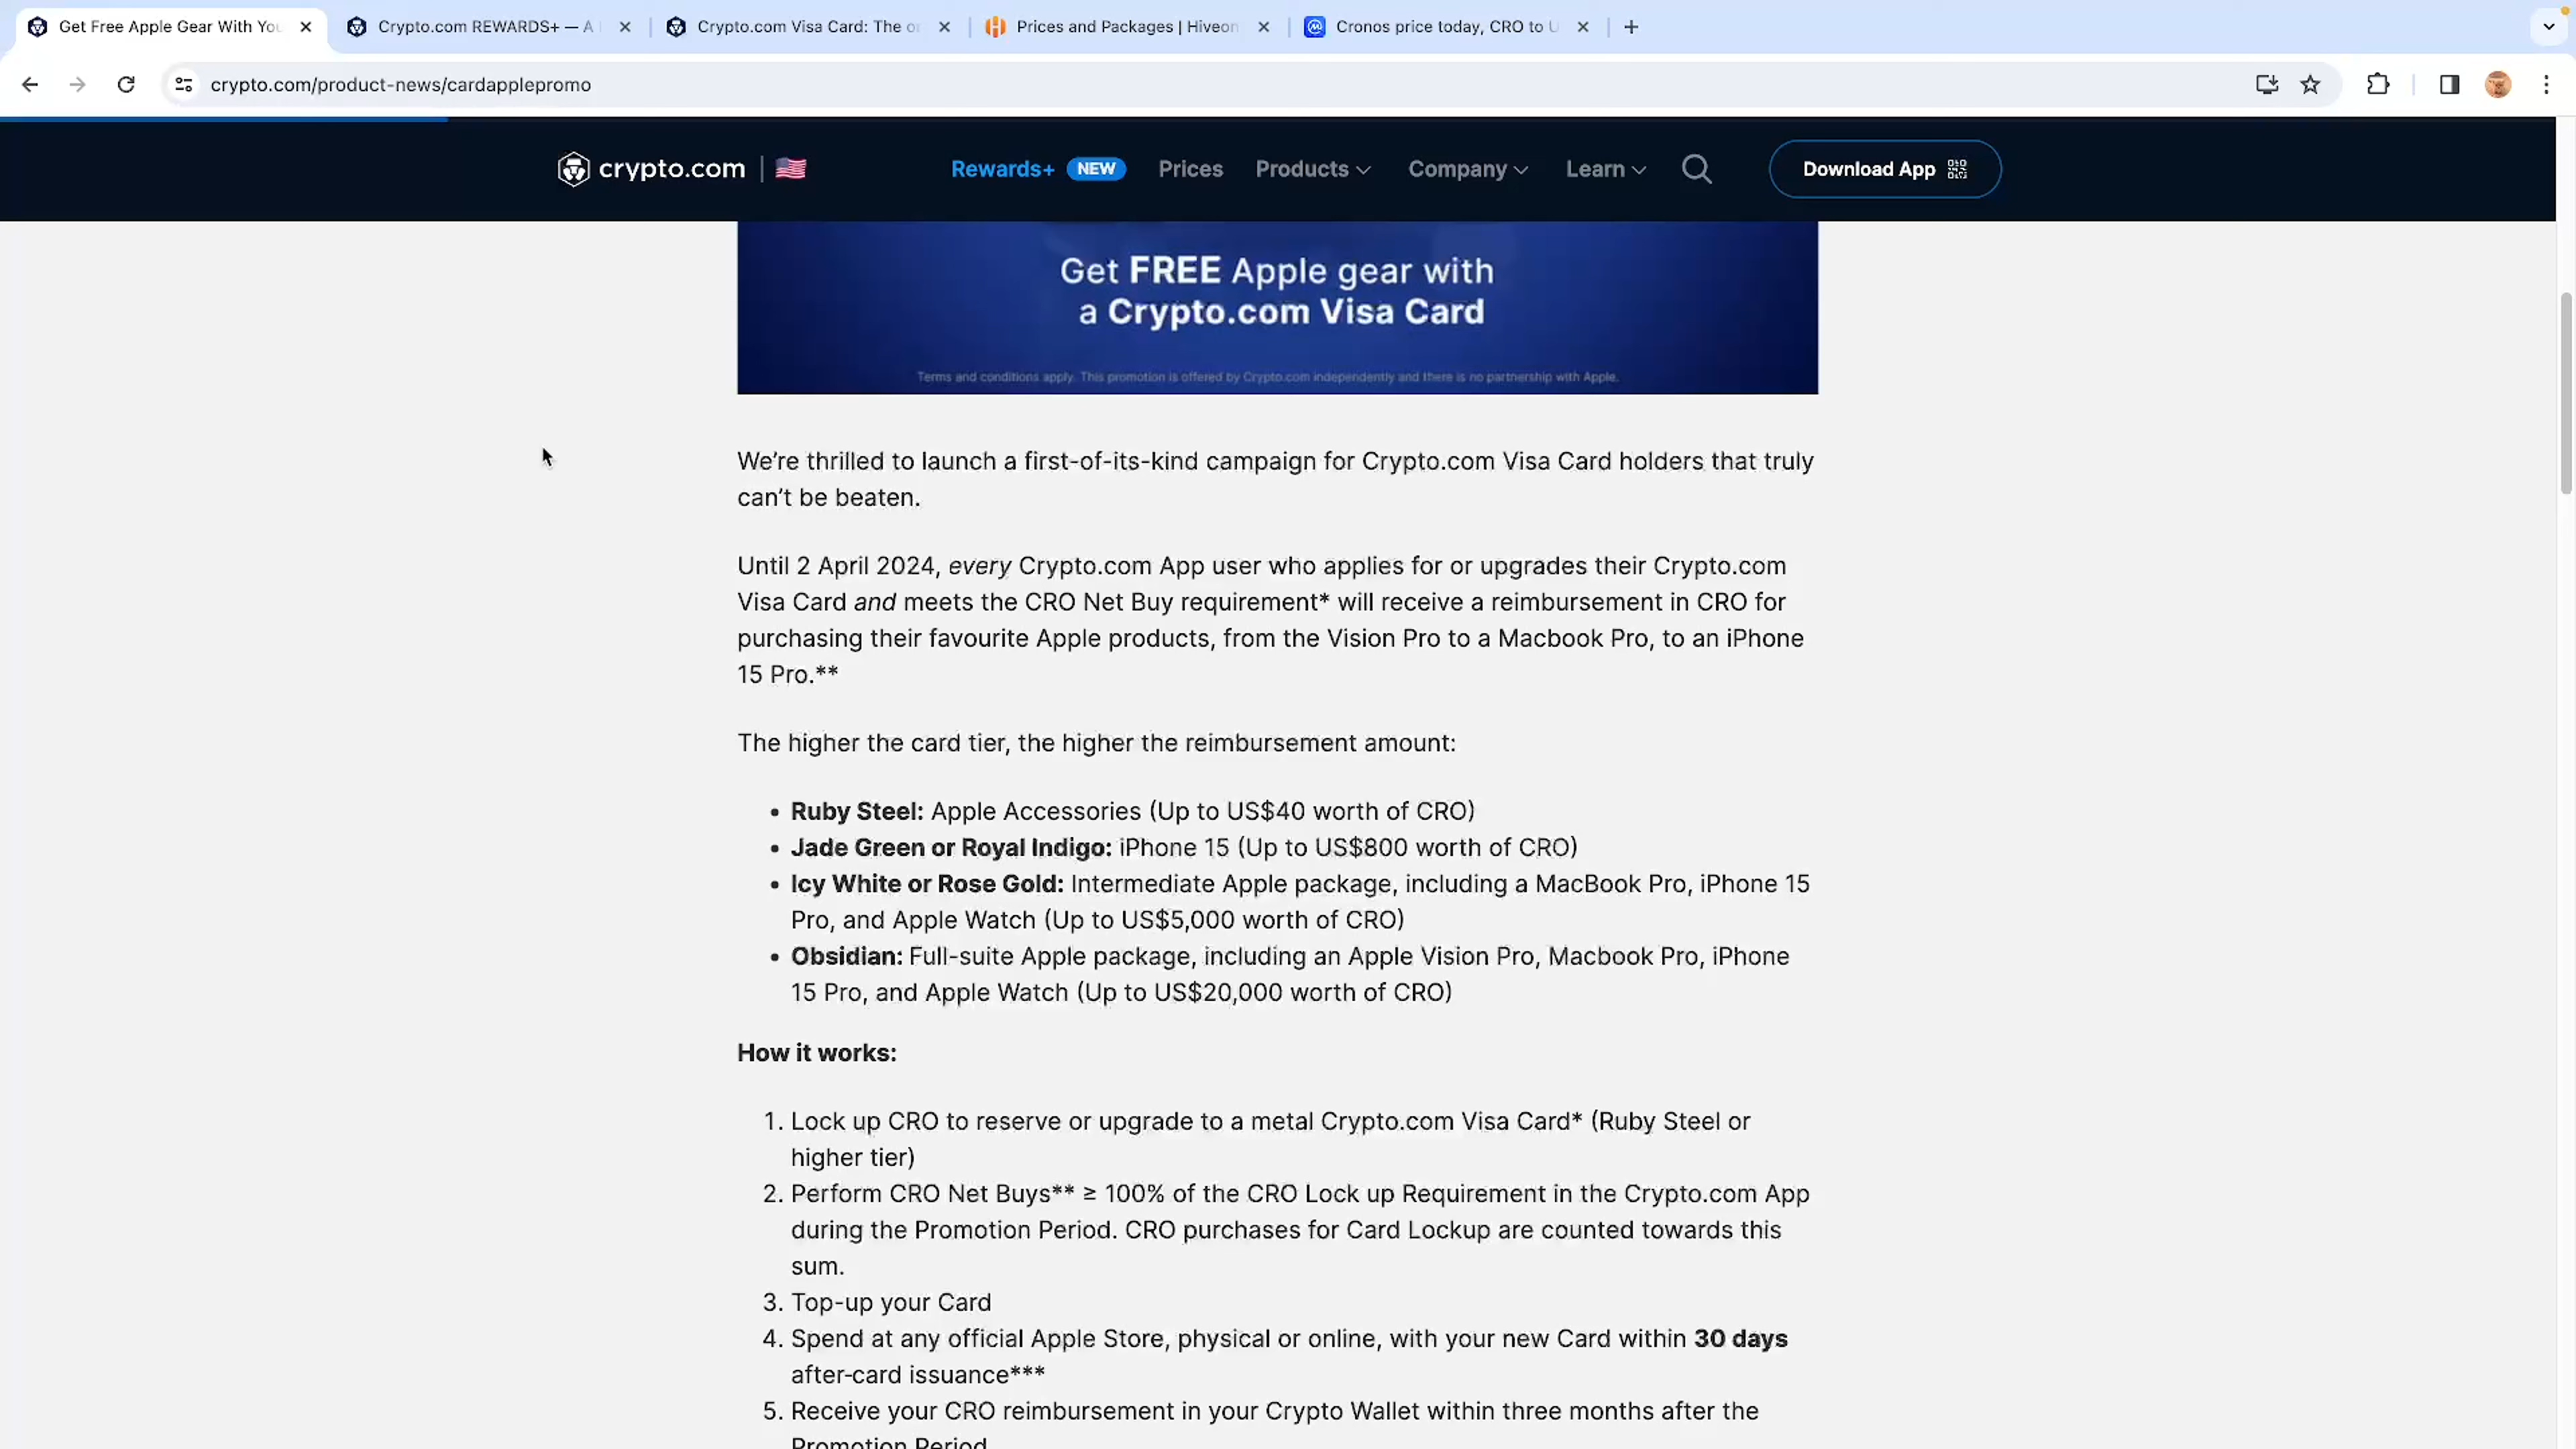 Get Free Apple Gear With You
Crypto.com REWARDS+ — A
Crypto.com Visa Card: The o
Prices and Packages | Hiveon
Cronos price today, CRO to U
crypto.com/product-news/cardapplepromo
crypto.com
Rewards+ NEW Prices Products Company Learn
Download App
Get FREE Apple gear with
a Crypto.com Visa Card
Terms and conditions apply. This promotion is offered by Crypto.com independently and there is no partnership with Apple.
We’re thrilled to launch a first-of-its-kind campaign for Crypto.com Visa Card holders that truly
can’t be beaten.
Until 2 April 2024, every Crypto.com App user who applies for or upgrades their Crypto.com
Visa Card and meets the CRO Net Buy requirement* will receive a reimbursement in CRO for
purchasing their favourite Apple products, from the Vision Pro to a Macbook Pro, to an iPhone
15 Pro.**
The higher the card tier, the higher the reimbursement amount:
• Ruby Steel: Apple Accessories (Up to US$40 worth of CRO)
• Jade Green or Royal Indigo: iPhone 15 (Up to US$800 worth of CRO)
• Icy White or Rose Gold: Intermediate Apple package, including a MacBook Pro, iPhone 15
Pro, and Apple Watch (Up to US$5,000 worth of CRO)
• Obsidian: Full-suite Apple package, including an Apple Vision Pro, Macbook Pro, iPhone
15 Pro, and Apple Watch (Up to US$20,000 worth of CRO)
How it works:
1. Lock up CRO to reserve or upgrade to a metal Crypto.com Visa Card* (Ruby Steel or
higher tier)
2. Perform CRO Net Buys** ≥ 100% of the CRO Lock up Requirement in the Crypto.com App
during the Promotion Period. CRO purchases for Card Lockup are counted towards this
sum.
3. Top-up your Card
4. Spend at any official Apple Store, physical or online, with your new Card within 30 days
after-card issuance***
5. Receive your CRO reimbursement in your Crypto Wallet within three months after the
Promotion Period